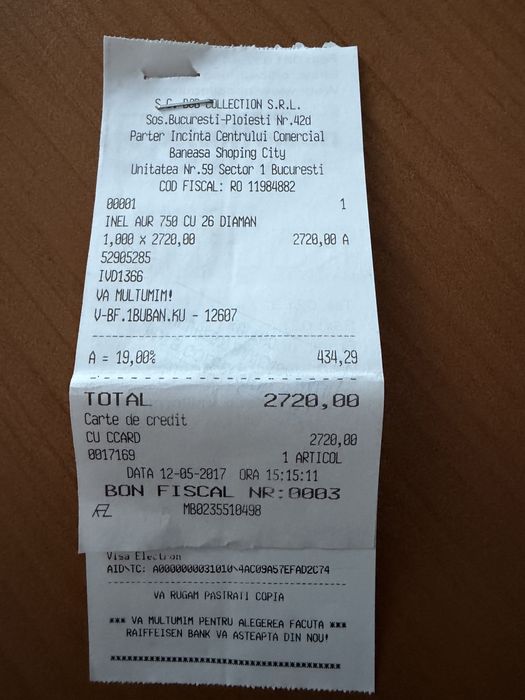 S.C. B&B COLLECTION S.R.L.
Sos.Bucuresti-Ploiesti Nr.42d
Parter Incinta Centrului Comercial
Baneasa Shoping City
Unitatea Nr.59 Sector 1 Bucuresti
COD FISCAL: RO 11984882
00001 1
INEL AUR 750 CU 26 DIAMAN
1,000 x 2720,00 2720,00 A
52905285
IVD1366
VA MULTUMIM!
V-BF.1BUBAN.KU - 12607
A = 19,00% 434,29
TOTAL 2720,00
Carte de credit
CU CCARD 2720,00
0017169 1 ARTICOL
DATA 12-05-2017 ORA 15:15:11
BON FISCAL NR:0003
MB0235510498
Visa Electron
AID\TC: A0000000031010\4AC09A57EFAD2C74
VA RUGAM PASTRATI COPIA
*** VA MULTUMIM PENTRU ALEGEREA FACUTA ***
RAIFFEISEN BANK VA ASTEAPTA DIN NOU!